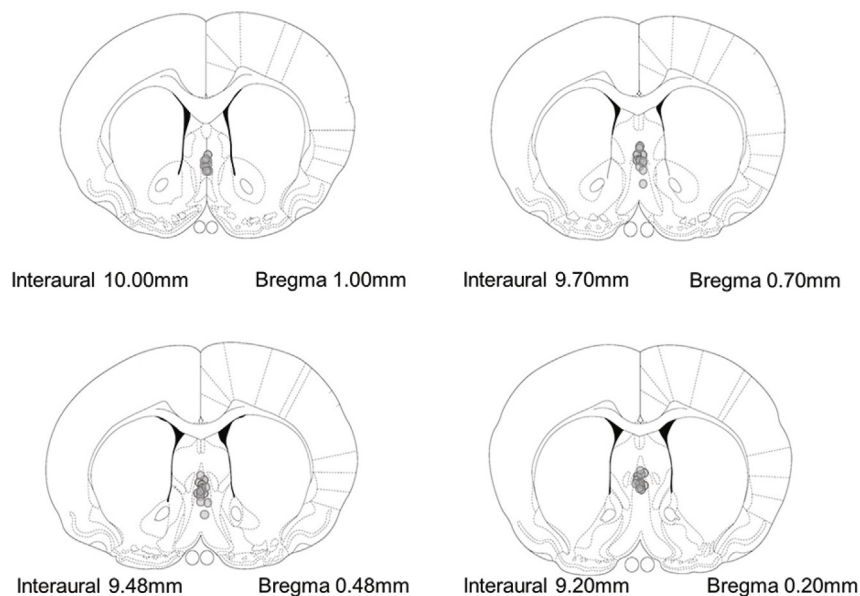 Interaural 10.00mm Bregma 1.00mm
Interaural 9.70mm Bregma 0.70mm
Interaural 9.48mm Bregma 0.48mm
Interaural 9.20mm Bregma 0.20mm